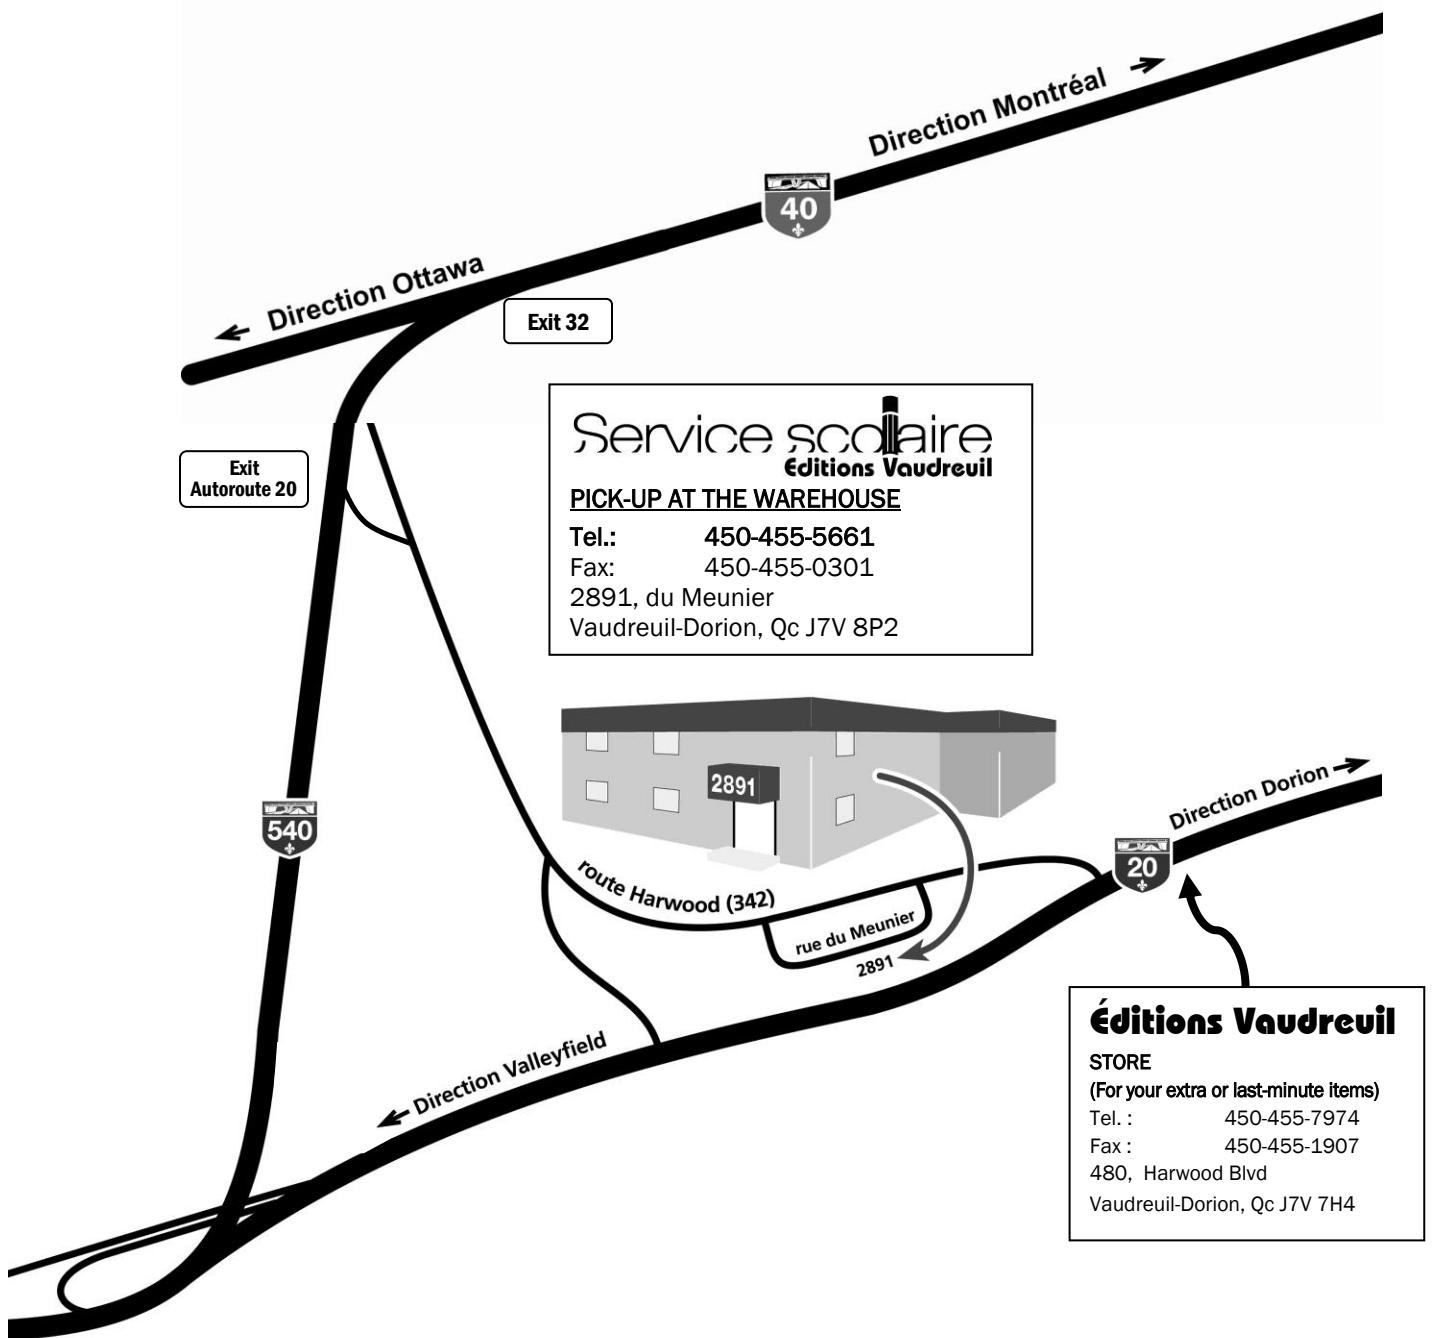 Direction Montréal
40
Direction Ottawa
Exit 32
Exit
Autoroute 20
Service scolaire
Éditions Vaudreuil
PICK-UP AT THE WAREHOUSE
Tel.: 450-455-5661
Fax: 450-455-0301
2891, du Meunier
Vaudreuil-Dorion, Qc J7V 8P2
2891
Direction Dorion
540
20
route Harwood (342)
rue du Meunier
2891
Direction Valleyfield
Éditions Vaudreuil
STORE
(For your extra or last-minute items)
Tel. : 450-455-7974
Fax : 450-455-1907
480, Harwood Blvd
Vaudreuil-Dorion, Qc J7V 7H4